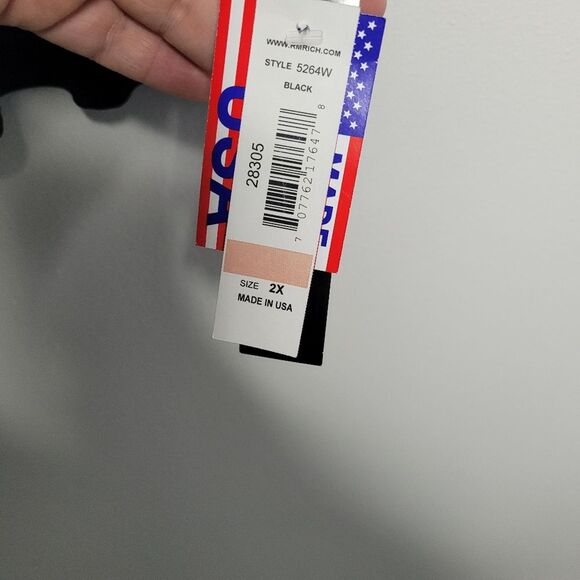 WWW.RMRICH.COM
STYLE 5264W
BLACK
28305
7 07762 17647 8
SIZE 2X
MADE IN USA
USA
MADE